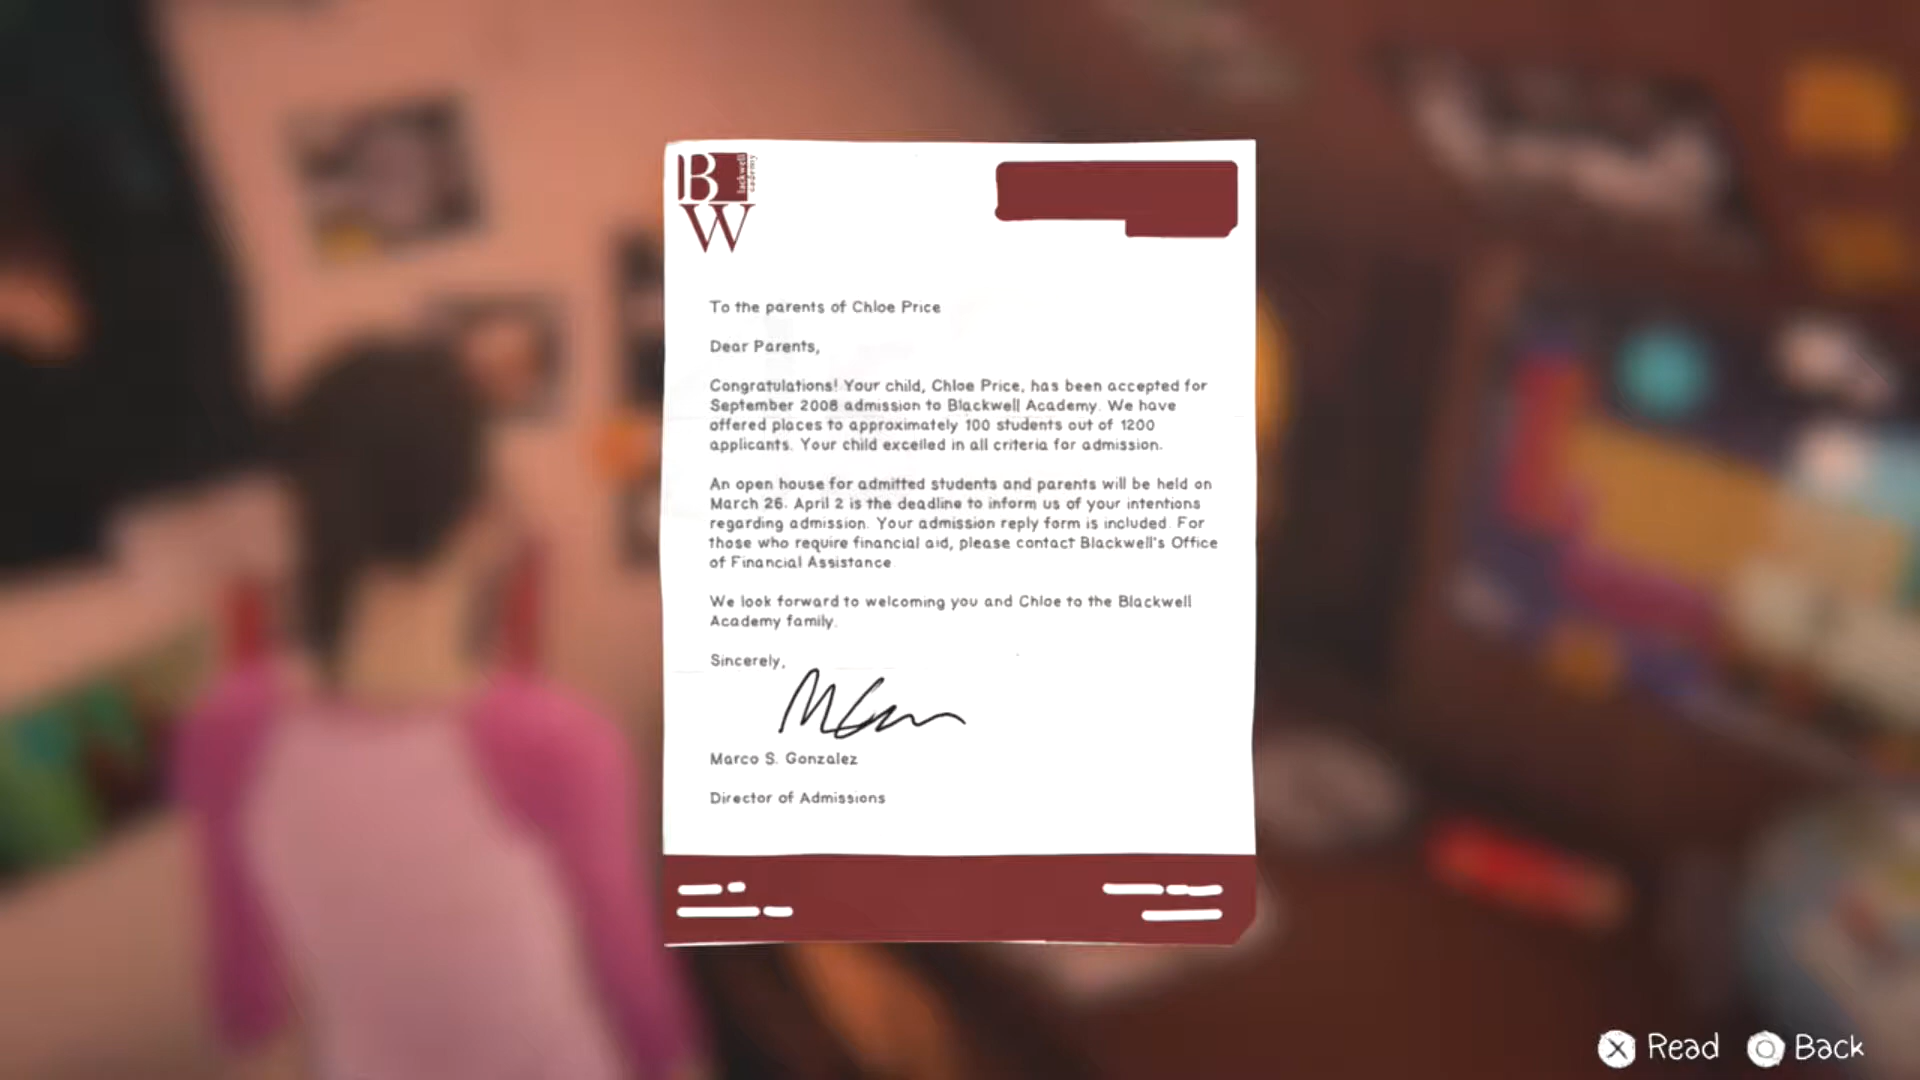 B lackwell
cademy
W
To the parents of Chloe Price
Dear Parents,
Congratulations! Your child, Chloe Price, has been accepted for
September 2008 admission to Blackwell Academy. We have
offered places to approximately 100 students out of 1200
applicants. Your child excelled in all criteria for admission.
An open house for admitted students and parents will be held on
March 26. April 2 is the deadline to inform us of your intentions
regarding admission. Your admission reply form is included. For
those who require financial aid, please contact Blackwell's Office
of Financial Assistance
We look forward to welcoming you and Chloe to the Blackwell
Academy family.
Sincerely,
Marco S. Gonzalez
Director of Admissions
Read Back